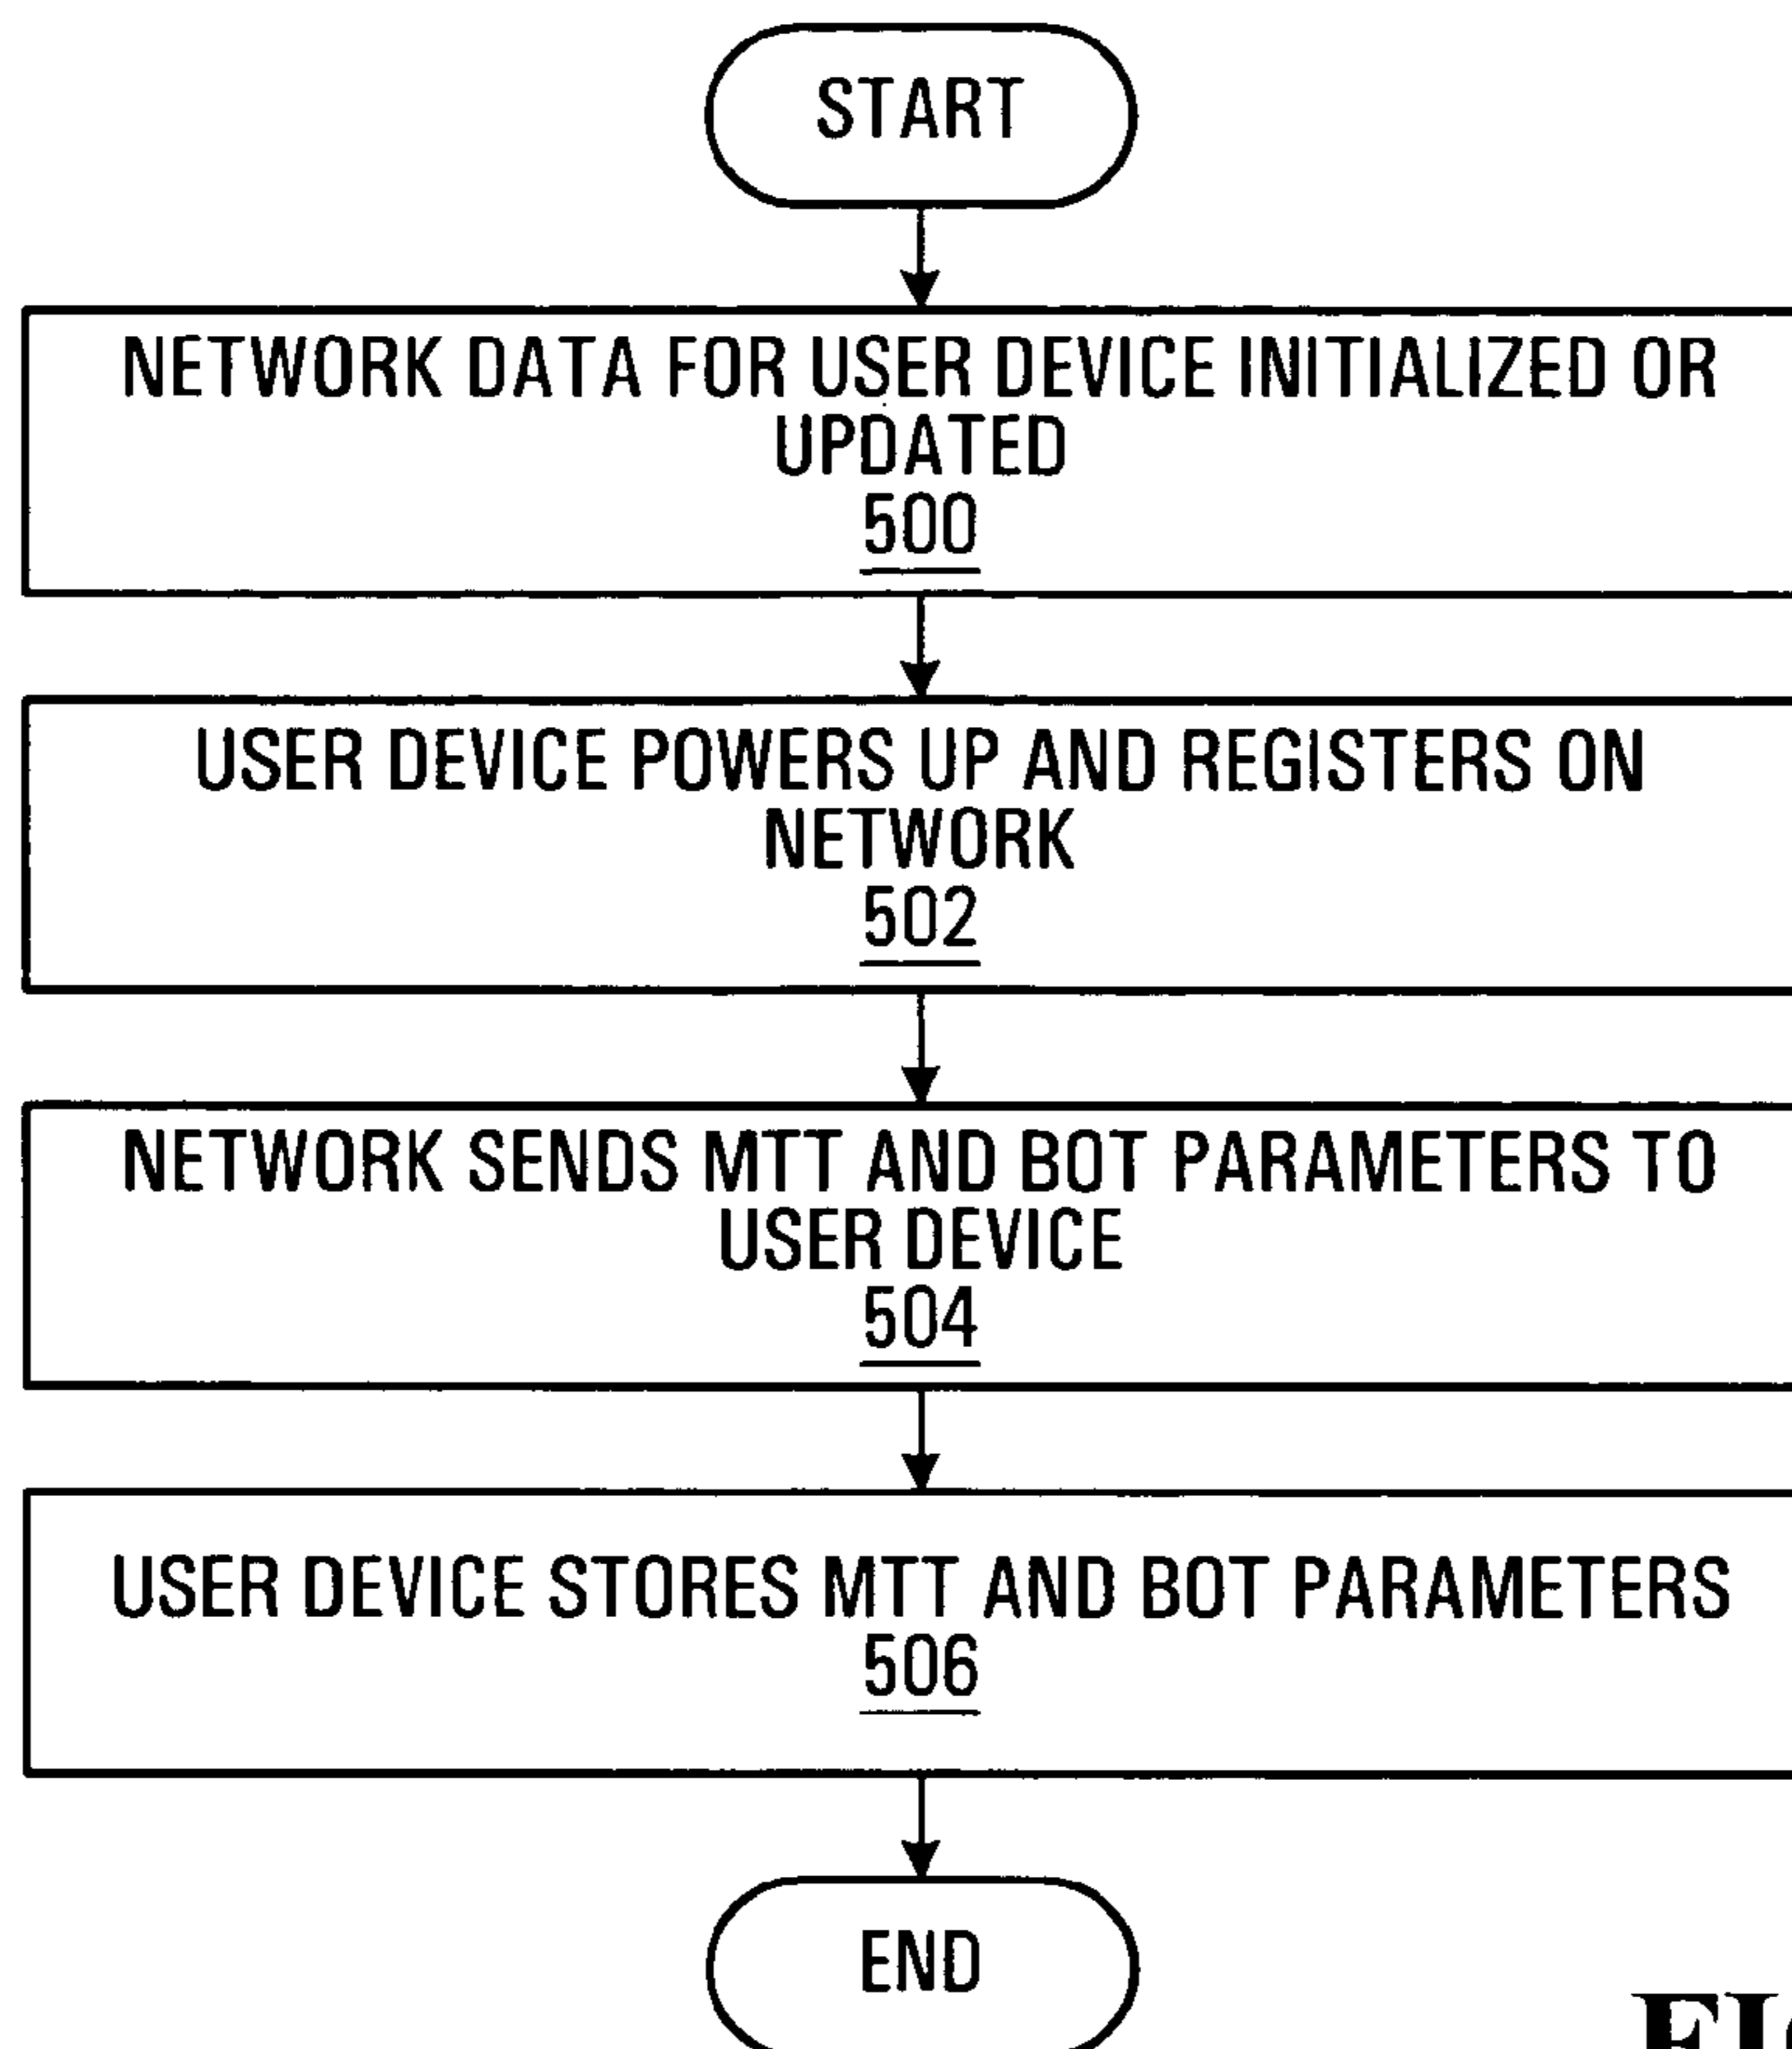 START
NETWORK DATA FOR USER DEVICE INITIALIZED OR
UPDATED
500
USER DEVICE POWERS UP AND REGISTERS ON
NETWORK
502
NETWORK SENDS MTT AND BOT PARAMETERS TO
USER DEVICE
504
USER DEVICE STORES MTT AND BOT PARAMETERS
506
END